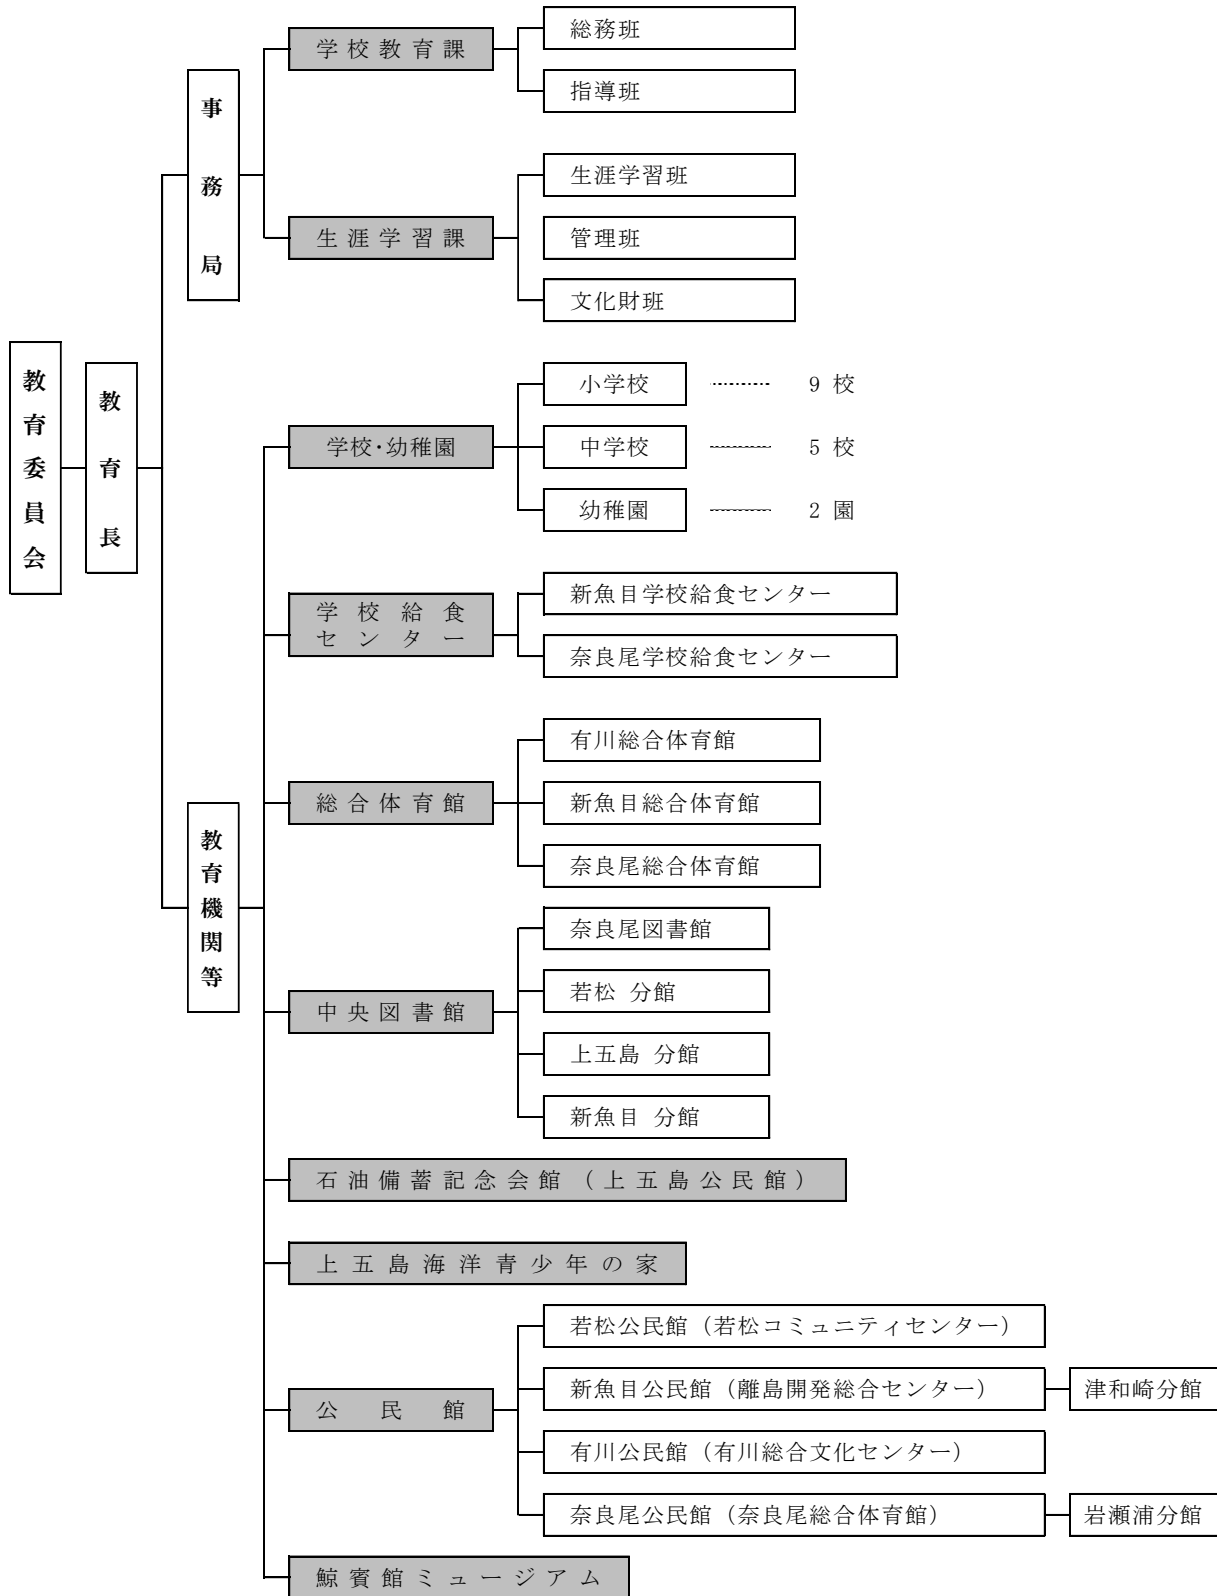 教育委員会
教育長
事務局
学校教育課
総務班
指導班
生涯学習課
生涯学習班
管理班
文化財班
教育機関等
学校・幼稚園
小学校 9 校
中学校 5 校
幼稚園 2 園
学校給食
センター
新魚目学校給食センター
奈良尾学校給食センター
総合体育館
有川総合体育館
新魚目総合体育館
奈良尾総合体育館
中央図書館
奈良尾図書館
若松 分館
上五島 分館
新魚目 分館
石油備蓄記念会館（上五島公民館）
上五島海洋青少年の家
公民館
若松公民館（若松コミュニティセンター）
新魚目公民館（離島開発総合センター）
津和崎分館
有川公民館（有川総合文化センター）
奈良尾公民館（奈良尾総合体育館）
岩瀬浦分館
鯨賓館ミュージアム